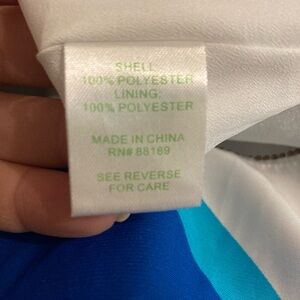 SHELL
100% POLYESTER
LINING:
100% POLYESTER
MADE IN CHINA
RN# 88189
SEE REVERSE
FOR CARE